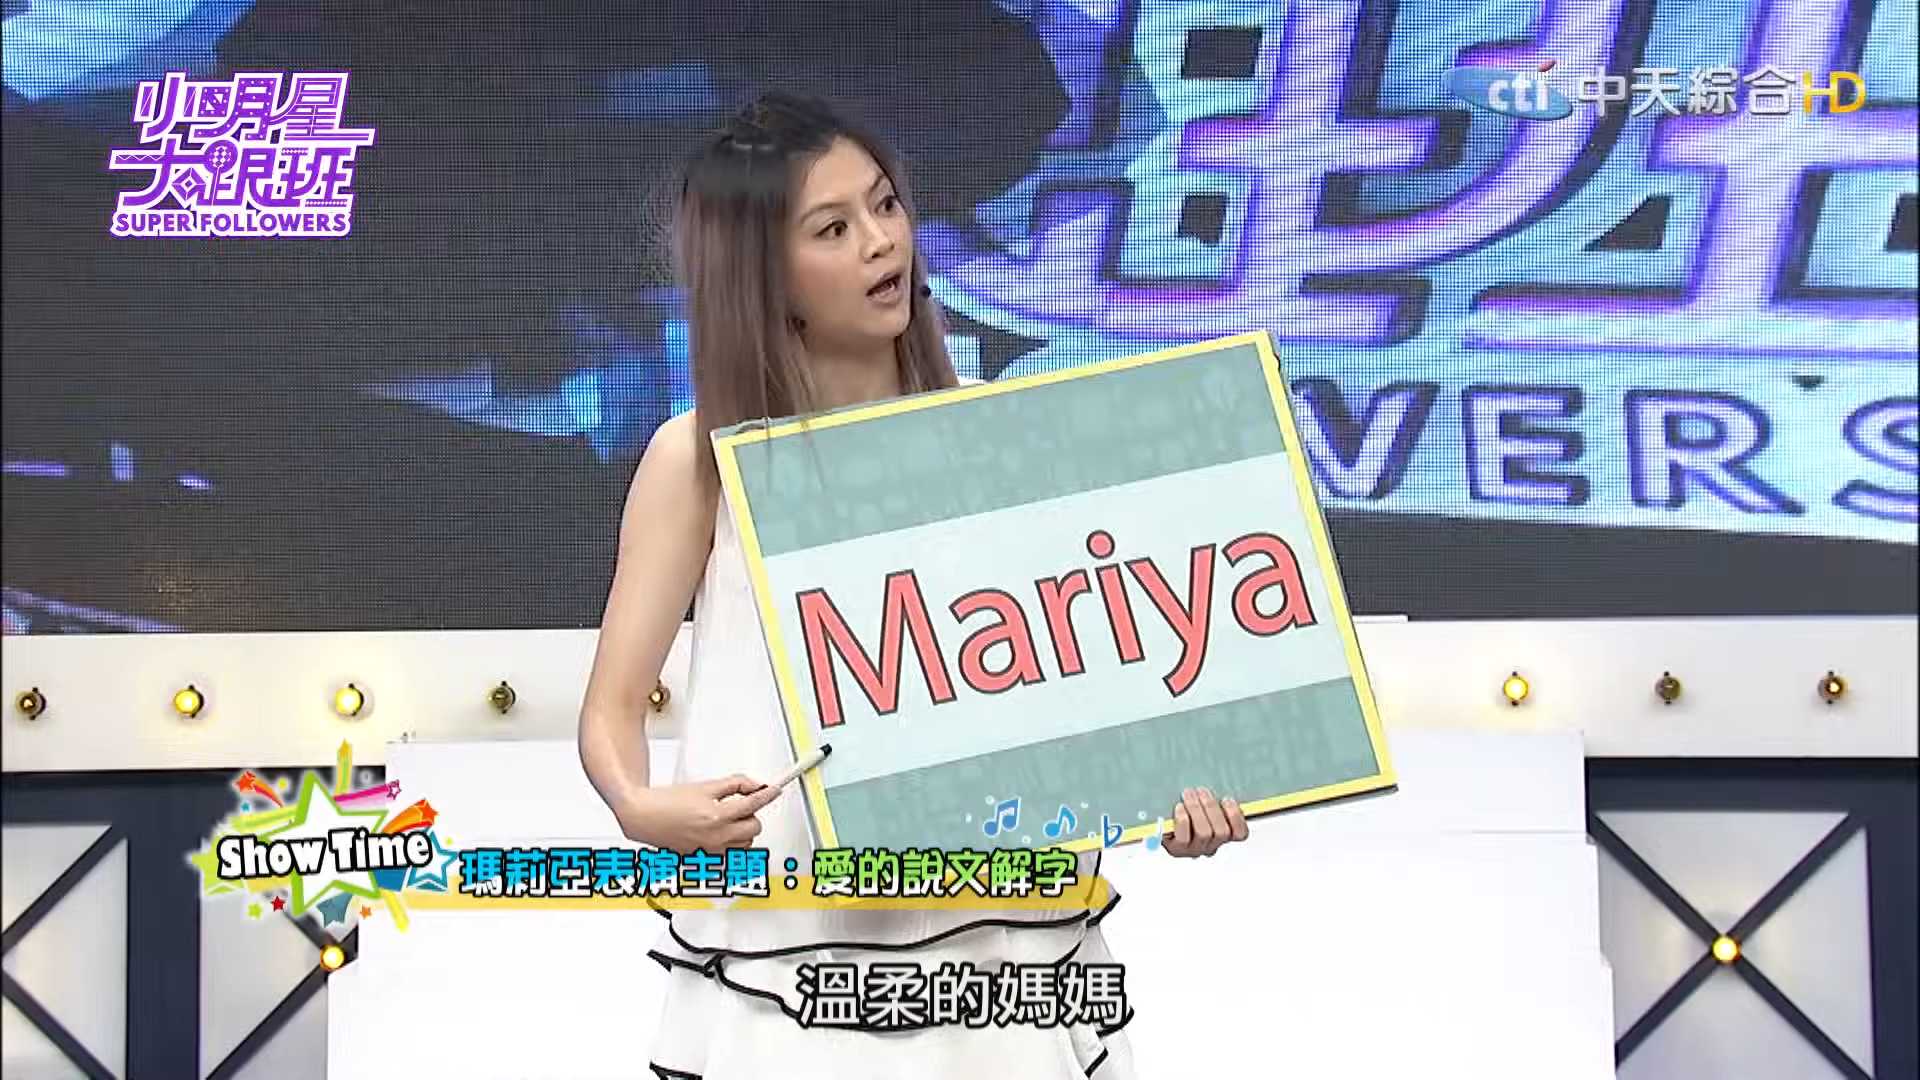 小明星
大跟班
SUPER FOLLOWERS
cti 中天綜合HD
VERS
Mariya
Show Time
瑪莉亞表演主題：愛的說文解字
溫柔的媽媽